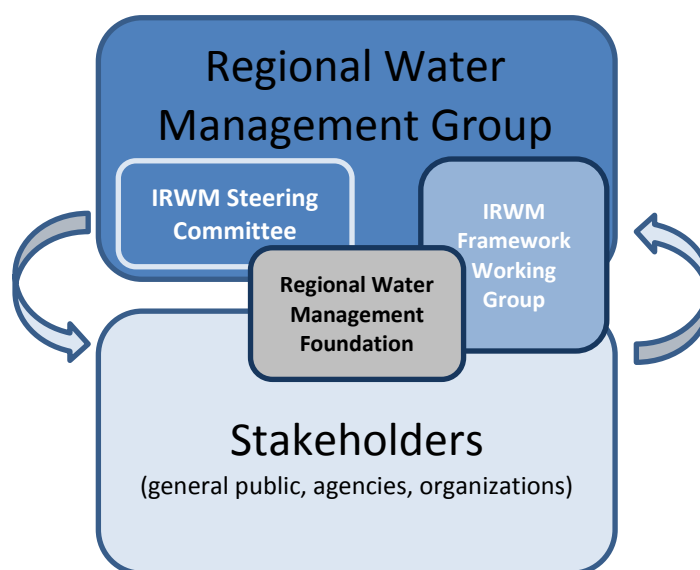 Regional Water
Management Group
IRWM Steering
Committee
IRWM
Framework
Working
Group
Regional Water
Management
Foundation
Stakeholders
(general public, agencies, organizations)